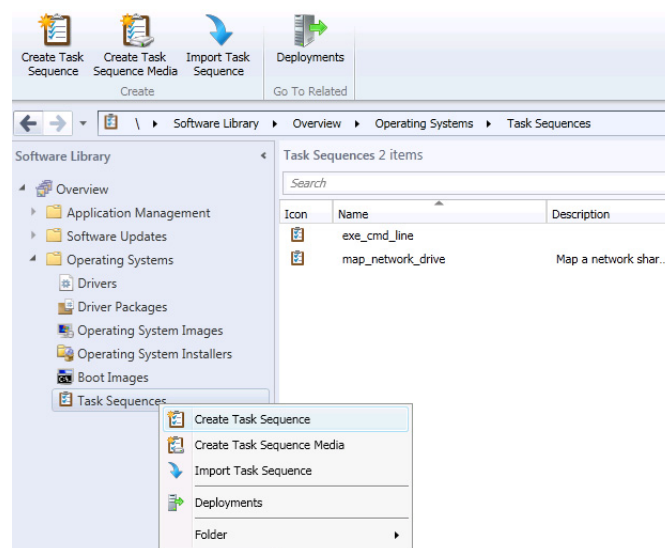 Create Task Sequence
Create Task Sequence Media
Import Task Sequence
Deployments
Create
Go To Related
\ Software Library Overview Operating Systems Task Sequences
Software Library
Overview
Application Management
Software Updates
Operating Systems
Drivers
Driver Packages
Operating System Images
Operating System Installers
Boot Images
Task Sequences
Task Sequences 2 items
Search
Icon Name Description
exe_cmd_line
map_network_drive Map a network shar..
Create Task Sequence
Create Task Sequence Media
Import Task Sequence
Deployments
Folder